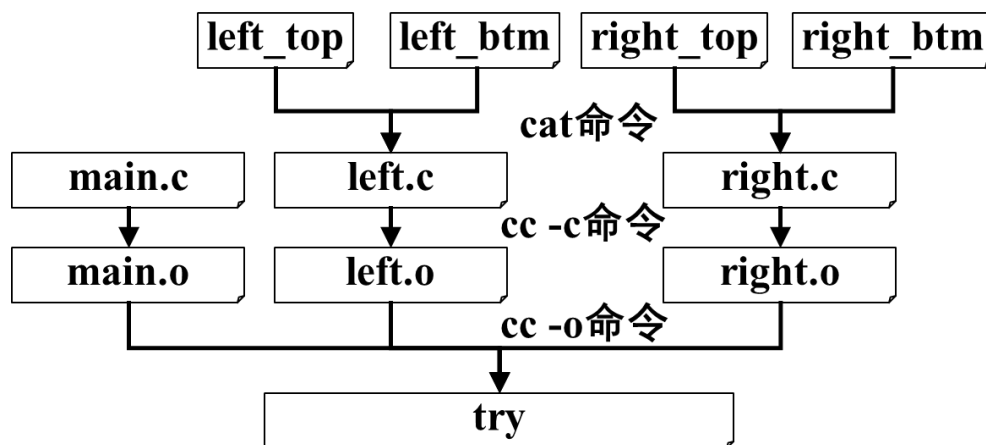 left_top
left_btm
right_top
right_btm
cat命令
main.c
left.c
right.c
cc -c命令
main.o
left.o
right.o
cc -o命令
try